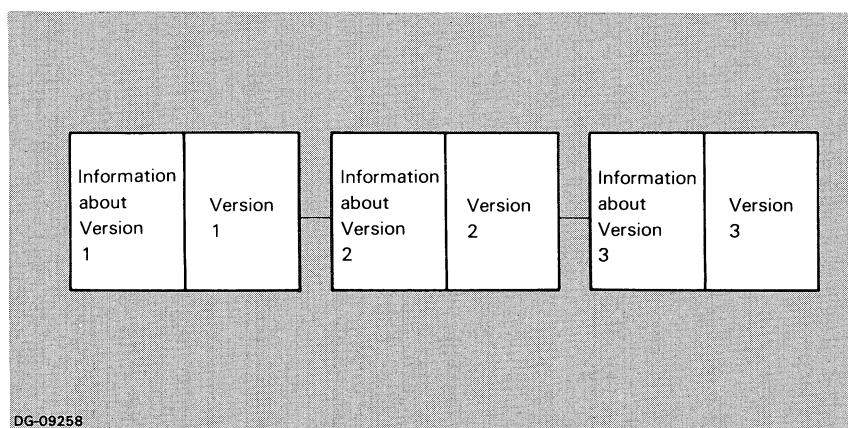 Information
about
Version
1
Version
1
Information
about
Version
2
Version
2
Information
about
Version
3
Version
3
DG-09258